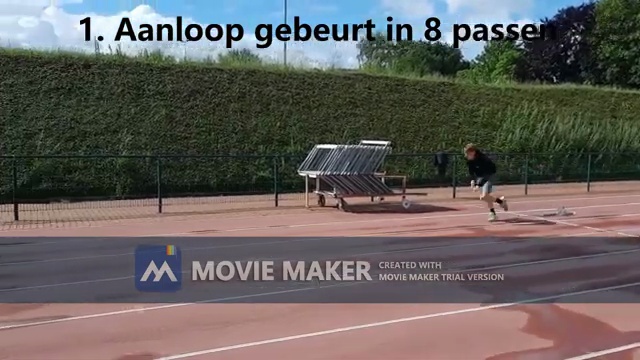 1. Aanloop gebeurt in 8 passen
MOVIE MAKER
CREATED WITH
MOVIE MAKER TRIAL VERSION